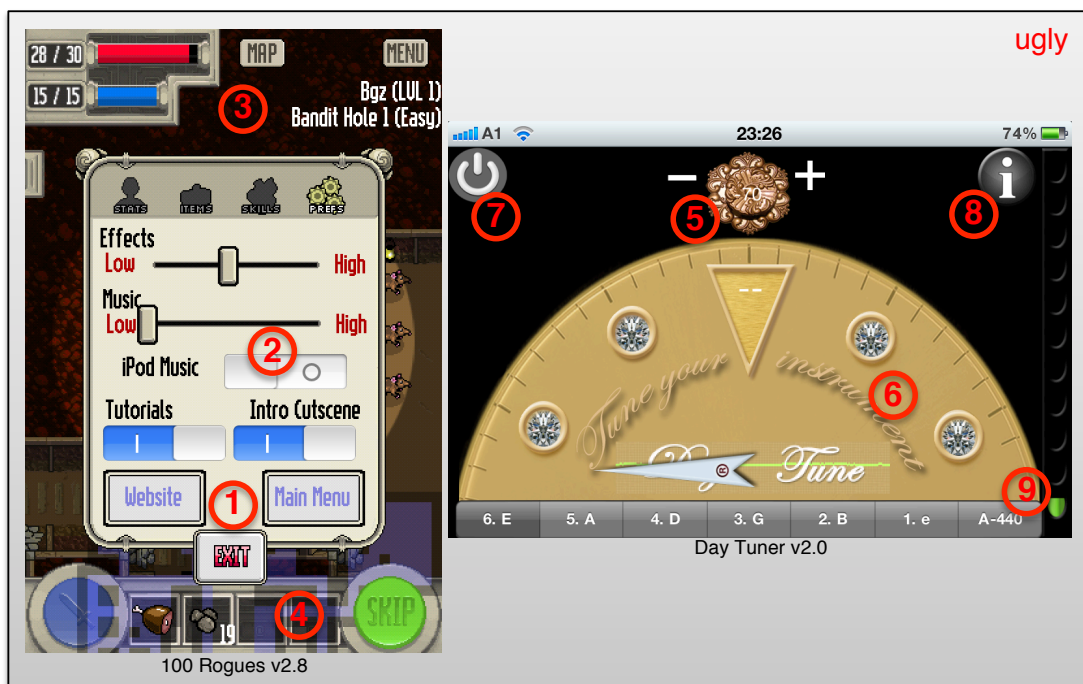 ugly
28 / 30
MAP
MENU
15 / 15
3
Bgz (LVL 1)
Bandit Hole 1 (Easy)
STATS
ITEMS
SKILLS
PREFS
Effects
Low
High
Music
Low
High
2
iPod Music
Tutorials
Intro Cutscene
Website
1
Main Menu
EXIT
19
4
SKIP
100 Rogues v2.8
A1
23:26
74%
7
–
70
+
5
i
8
--
Tune your instrument
6
Tune
R
9
6. E
5. A
4. D
3. G
2. B
1. e
A-440
Day Tuner v2.0